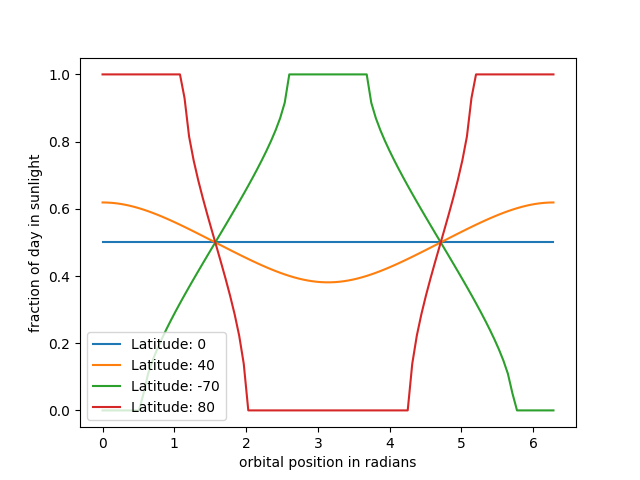 1.0
0.8
0.6
0.4
0.2
0.0
fraction of day in sunlight
Latitude: 0
Latitude: 40
Latitude: -70
Latitude: 80
0 1 2 3 4 5 6
orbital position in radians